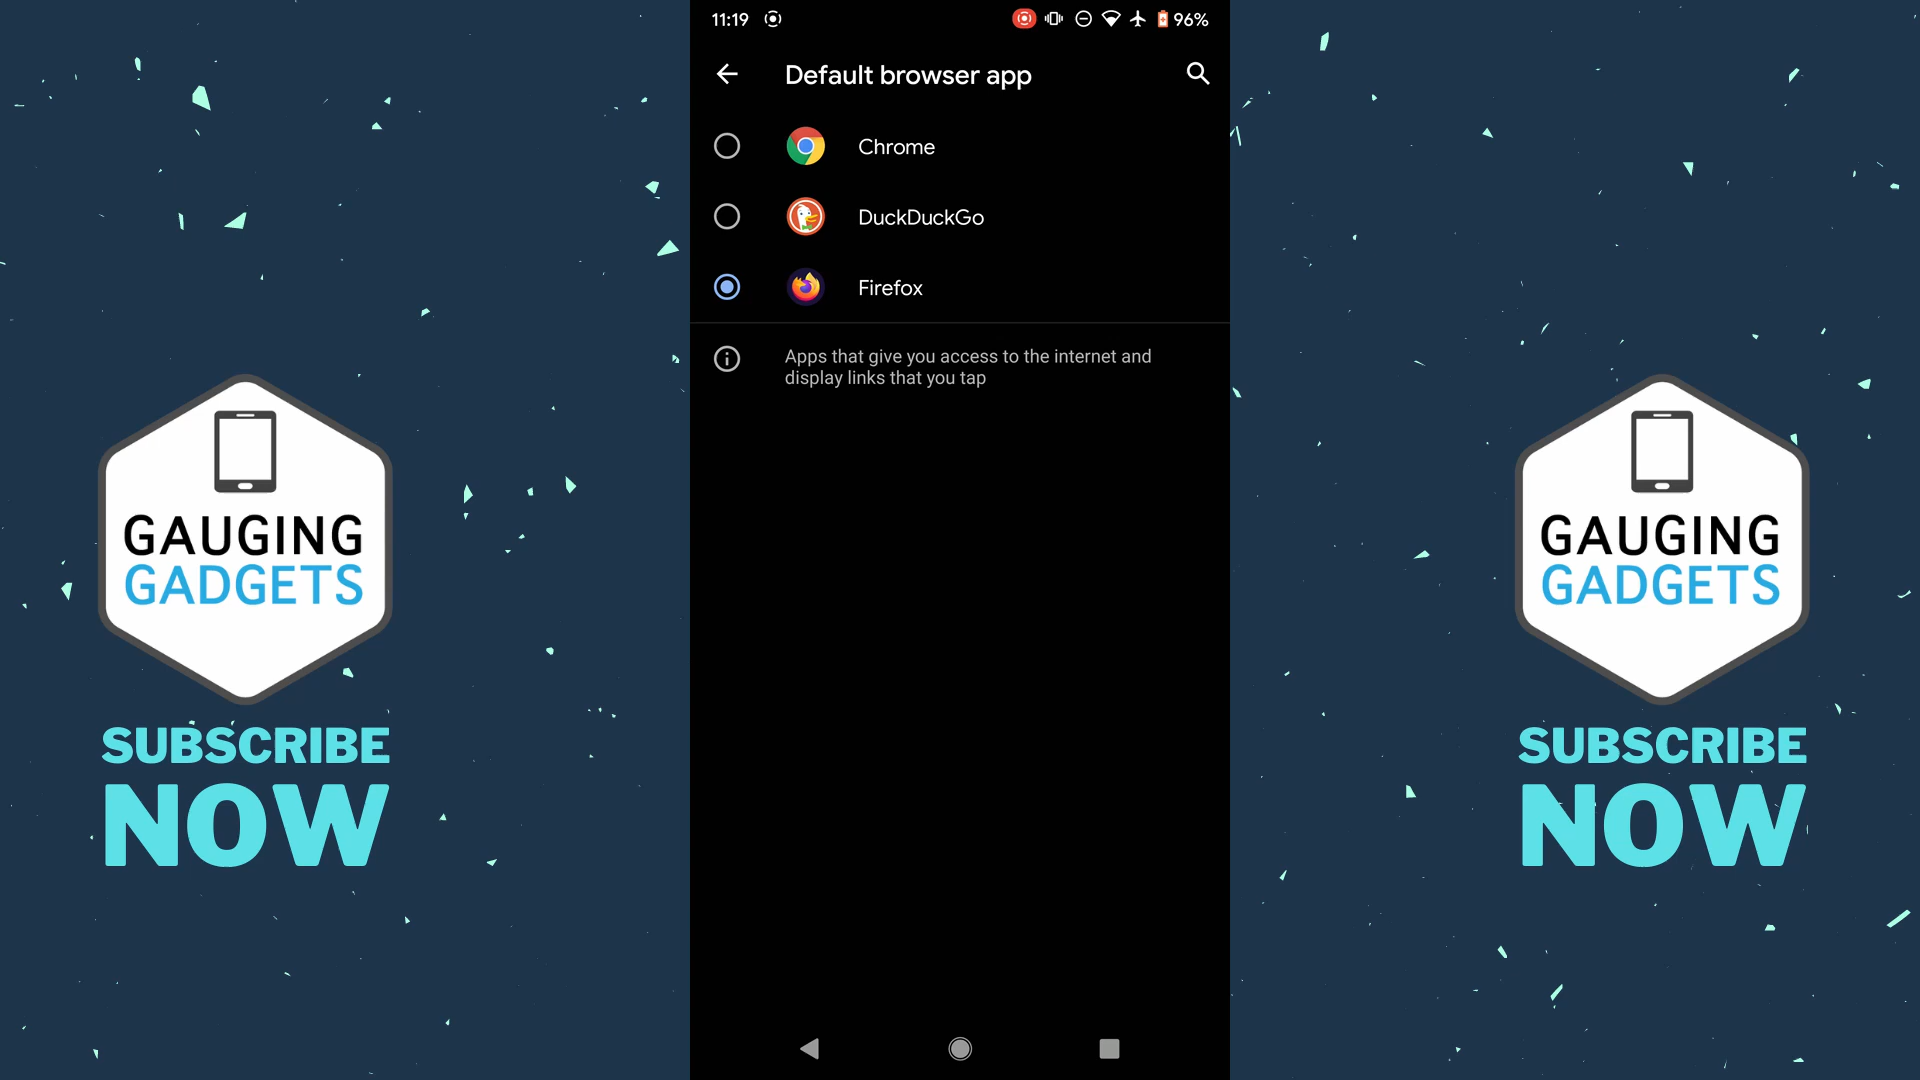 11:19
96%
Default browser app
Chrome
DuckDuckGo
Firefox
Apps that give you access to the internet and
display links that you tap
GAUGING
GADGETS
SUBSCRIBE
NOW
GAUGING
GADGETS
SUBSCRIBE
NOW